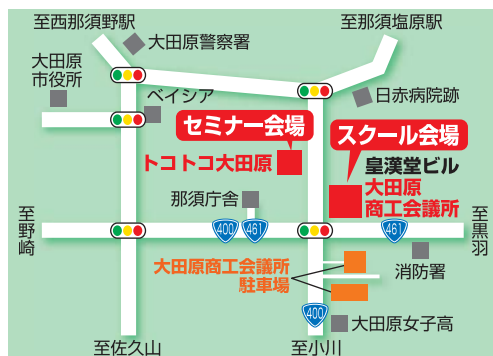 至西那須野駅
至那須塩原駅
大田原警察署
大田原
市役所
ベイシア
日赤病院跡
セミナー会場
スクール会場
トコトコ大田原
皇漢堂ビル
大田原
商工会議所
那須庁舎
至野崎
400
461
461
至黒羽
大田原商工会議所
駐車場
消防署
400
大田原女子高
至佐久山
至小川